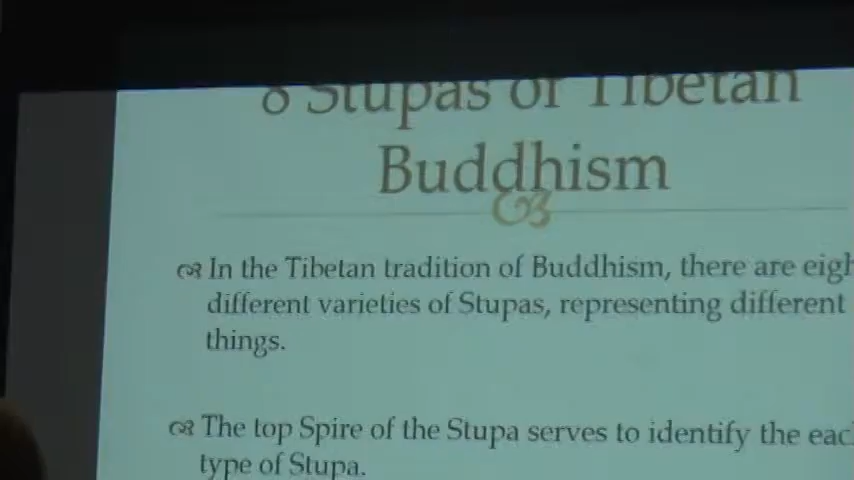 8 Stupas of Tibetan
Buddhism
In the Tibetan tradition of Buddhism, there are eigh
different varieties of Stupas, representing different
things.
The top Spire of the Stupa serves to identify the eac
type of Stupa.